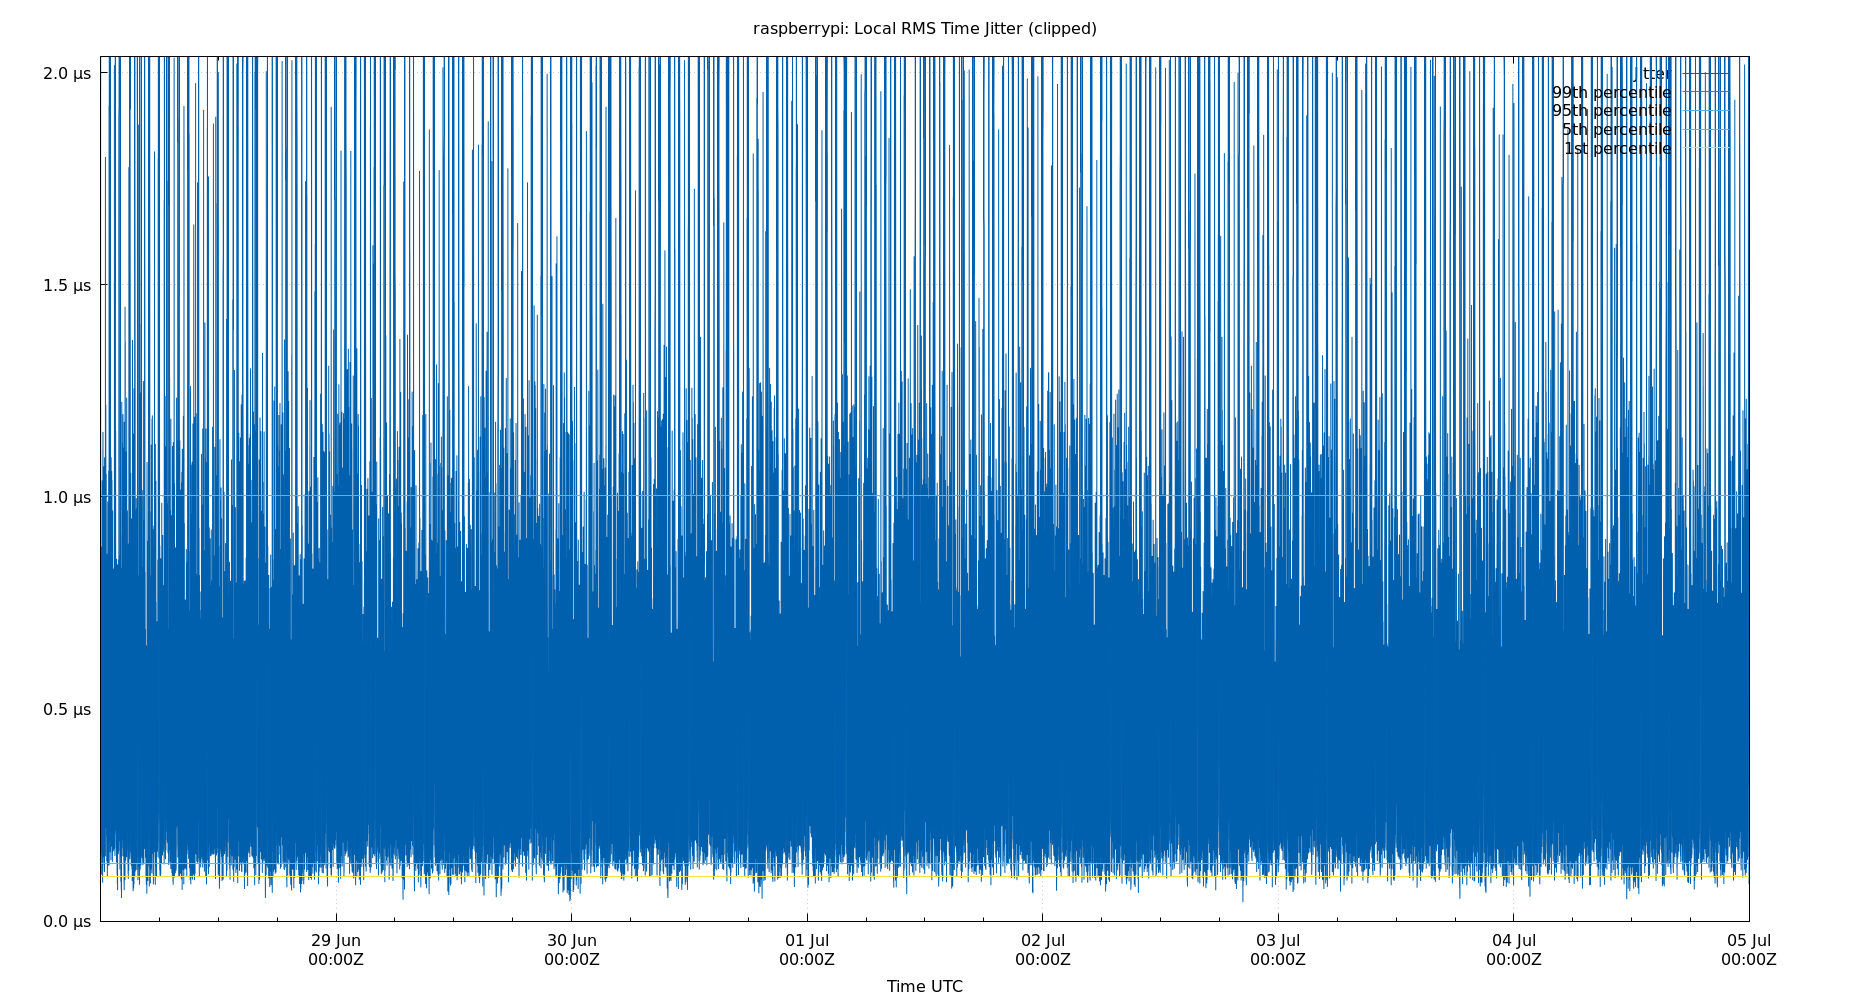 raspberrypi: Local RMS Time Jitter (clipped)
2.0 µs
jitter
99th percentile
95th percentile
5th percentile
1st percentile
1.5 µs
1.0 µs
0.5 µs
0.0 µs
29 Jun 30 Jun 01 Jul 02 Jul 03 Jul 04 Jul 05 Jul
00:00Z 00:00Z 00:00Z 00:00Z 00:00Z 00:00Z 00:00Z
Time UTC